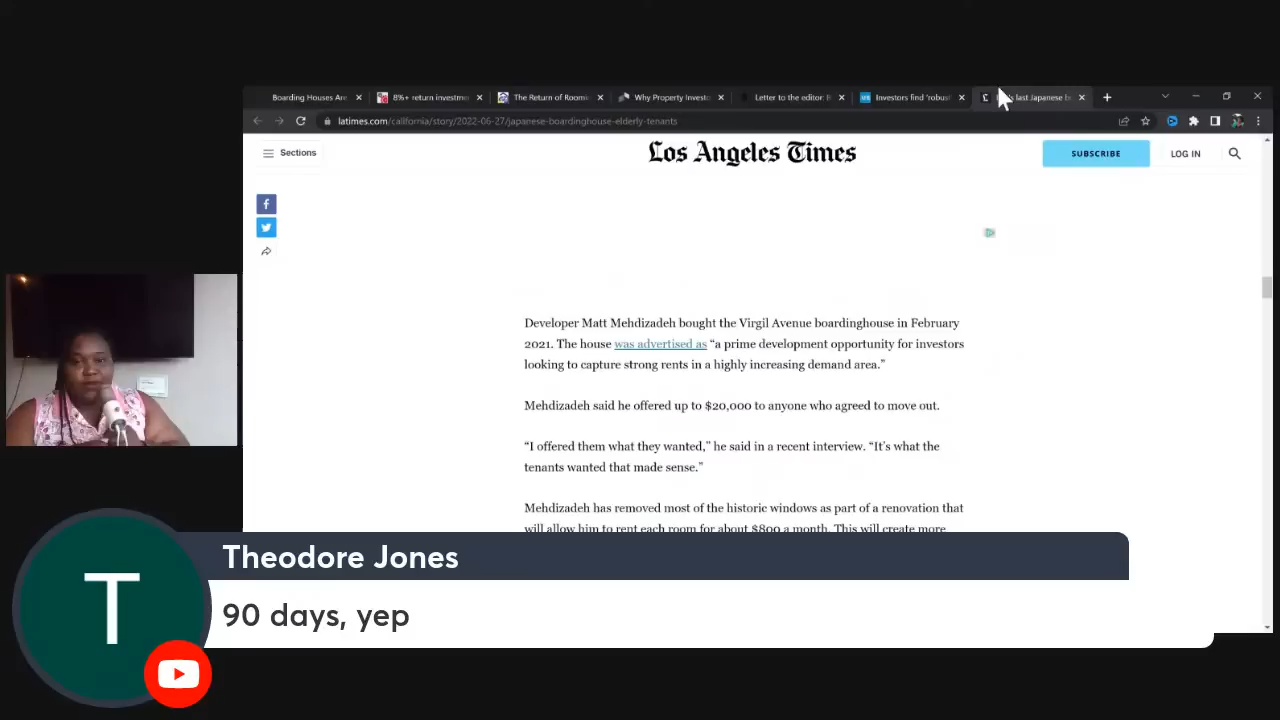 Boarding Houses Are
8%+ return investme
The Return of Roomi
Why Property Invest
Letter to the editor: R
Investors find 'robus
last Japanese b
latimes.com/california/story/2022-06-27/japanese-boardinghouse-elderly-tenants
Sections
Los Angeles Times
SUBSCRIBE
LOG IN
Developer Matt Mehdizadeh bought the Virgil Avenue boardinghouse in February
2021. The house was advertised as “a prime development opportunity for investors
looking to capture strong rents in a highly increasing demand area.”
Mehdizadeh said he offered up to $20,000 to anyone who agreed to move out.
“I offered them what they wanted,” he said in a recent interview. “It’s what the
tenants wanted that made sense.”
Mehdizadeh has removed most of the historic windows as part of a renovation that
will allow him to rent each room for about $800 a month. This will create more
T
Theodore Jones
90 days, yep